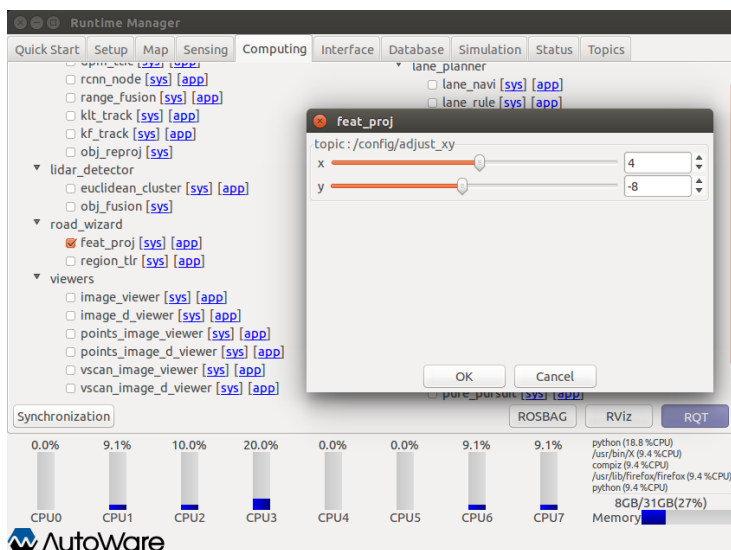 Runtime Manager
Quick Start Setup Map Sensing Computing Interface Database Simulation Status Topics
rcnn_node [sys] [app]
range_fusion [sys] [app]
klt_track [sys] [app]
kf_track [sys] [app]
obj_reproj [sys]
lidar_detector
euclidean_cluster [sys] [app]
obj_fusion [sys]
road_wizard
feat_proj [sys] [app]
region_tlr [sys] [app]
viewers
image_viewer [sys] [app]
image_d_viewer [sys] [app]
points_image_viewer [sys] [app]
points_image_d_viewer [sys] [app]
vscan_image_viewer [sys] [app]
vscan_image_d_viewer [sys] [app]
lane_planner
lane_navi [sys] [app]
lane_rule [sys] [app]
feat_proj
topic : /config/adjust_xy
x 4
y -8
OK Cancel
pure_pursuit [sys] [app]
Synchronization ROSBAG RViz RQT
0.0% 9.1% 10.0% 20.0% 0.0% 0.0% 9.1% 9.1%
CPU0 CPU1 CPU2 CPU3 CPU4 CPU5 CPU6 CPU7
python (18.8 %CPU)
/usr/bin/X (9.4 %CPU)
compiz (9.4 %CPU)
/usr/lib/firefox/firefox (9.4 %CPU)
python (9.4 %CPU)
8GB/31GB(27%)
Memory
AutoWare